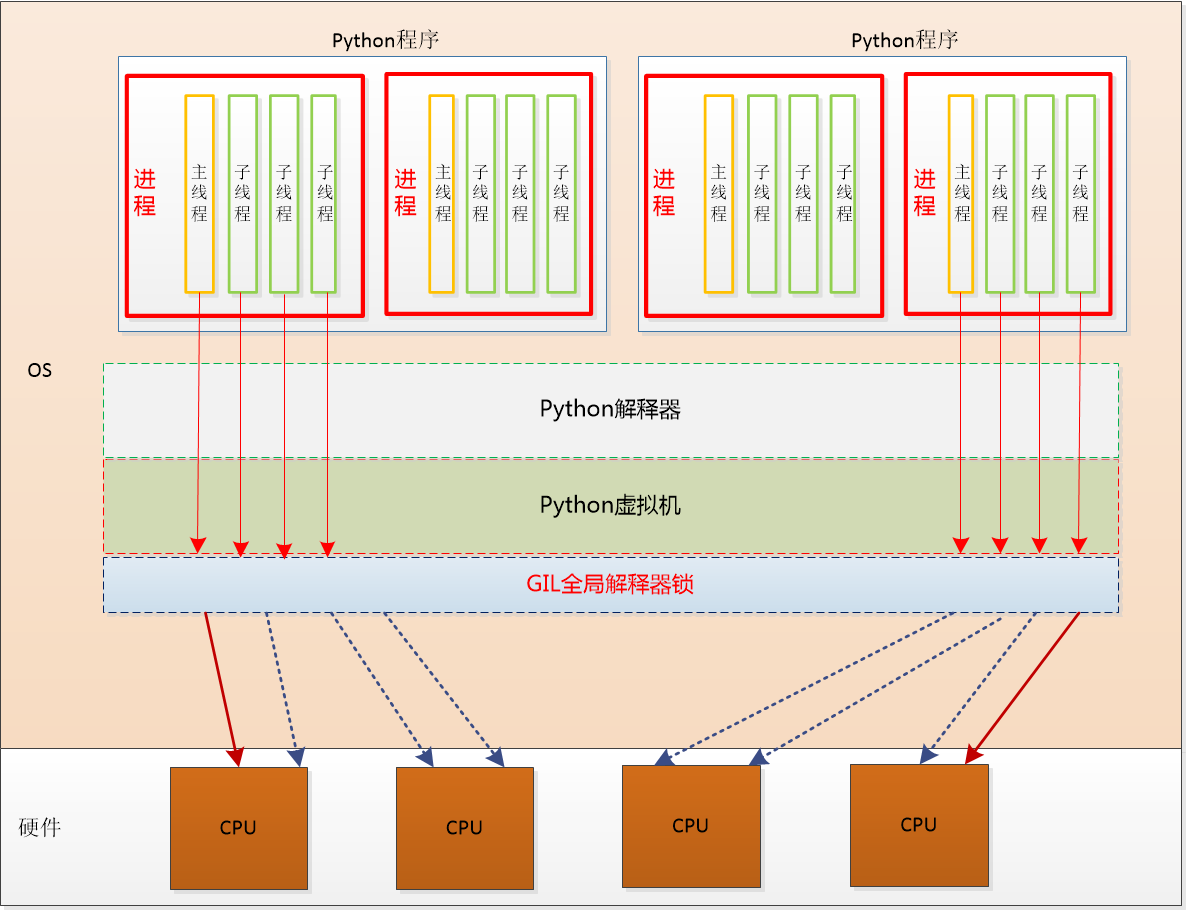 Python程序
Python程序
进程
主线程
子线程
子线程
子线程
进程
主线程
子线程
子线程
子线程
进程
主线程
子线程
子线程
子线程
进程
主线程
子线程
子线程
子线程
OS
Python解释器
Python虚拟机
GIL全局解释器锁
硬件
CPU
CPU
CPU
CPU